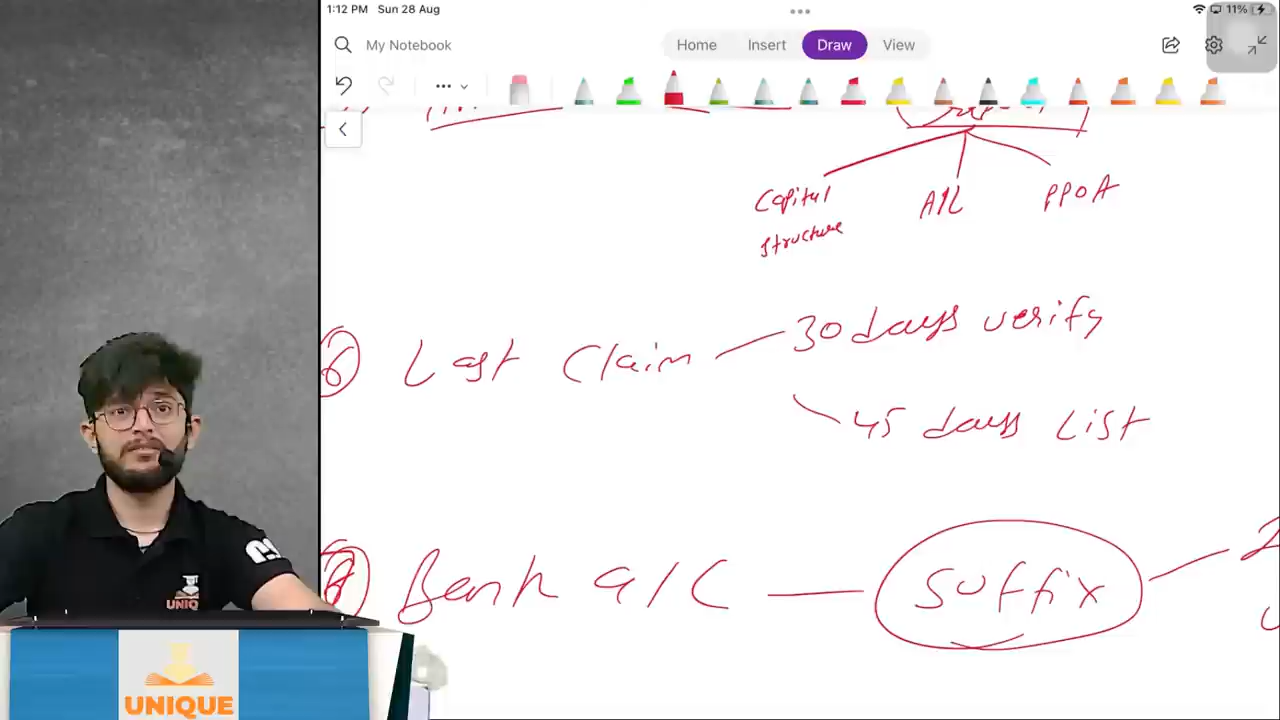 1:12 PM Sun 28 Aug
11%
My Notebook
Home Insert Draw View
Capital A/L PPOA
structure
30 days verify
6 Last Claim
45 days List
7 Bank a/c suffix
UNIQUE
UNIQUE